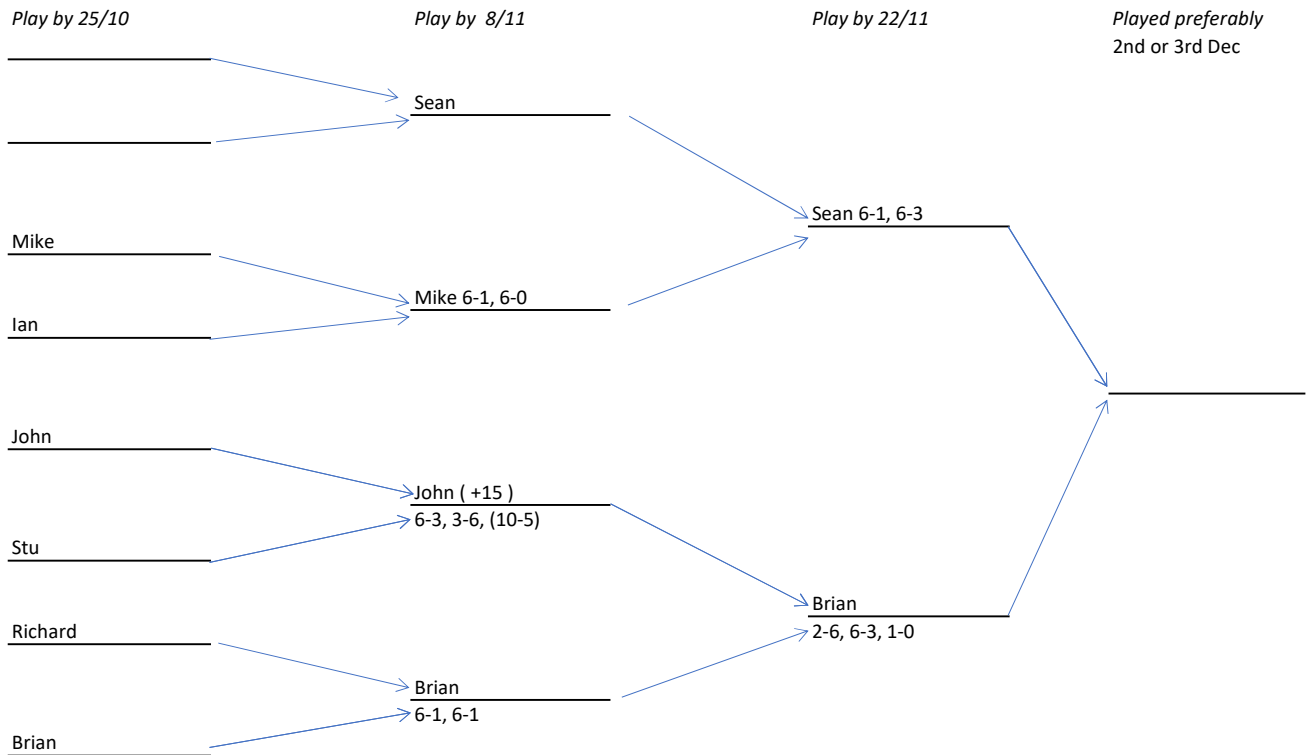 Play by 25/10
Play by 8/11
Play by 22/11
Played preferably
2nd or 3rd Dec
Sean
Sean 6-1, 6-3
Mike
Mike 6-1, 6-0
Ian
John
John ( +15 )
6-3, 3-6, (10-5)
Stu
Brian
2-6, 6-3, 1-0
Richard
Brian
6-1, 6-1
Brian